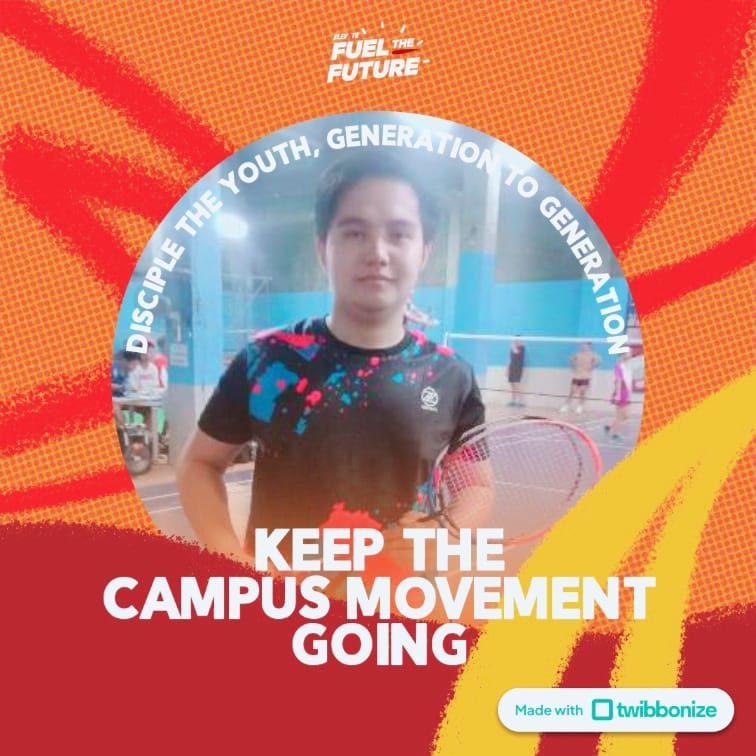 FUEL THE
FUTURE
DISCIPLE THE YOUTH, GENERATION TO GENERATION
KEEP THE
CAMPUS MOVEMENT
GOING
Made with twibbonize